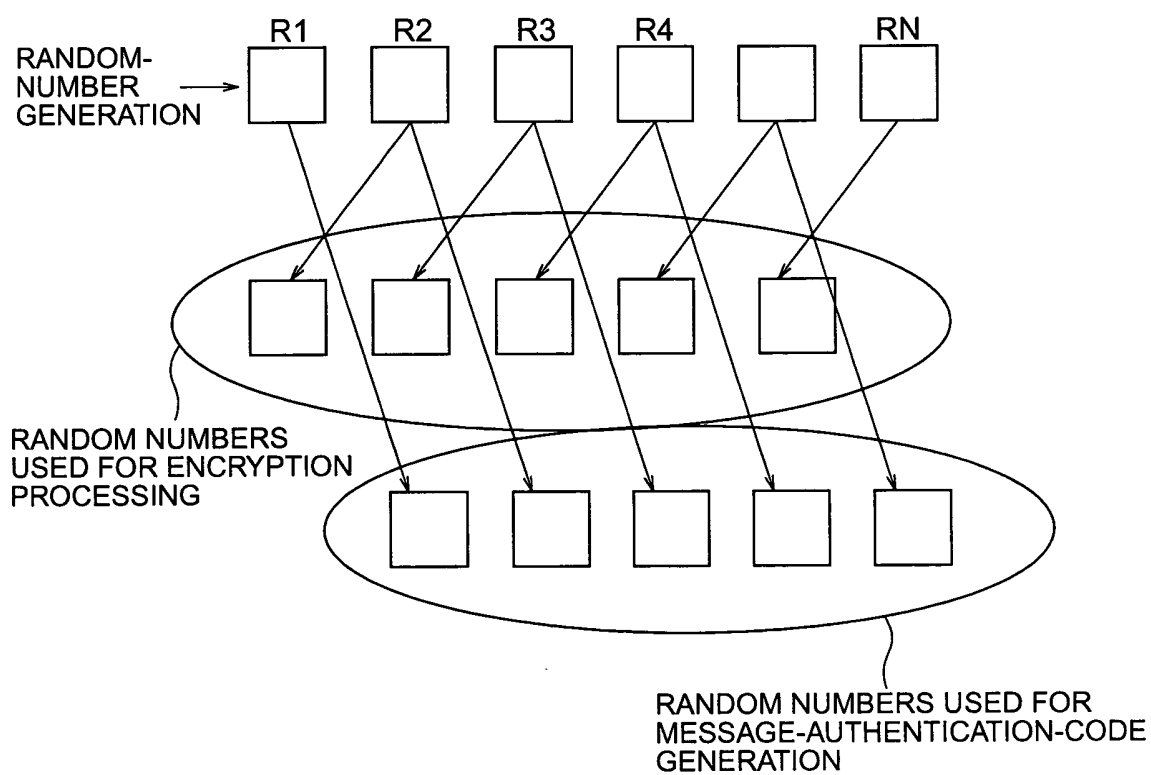 R1 R2 R3 R4 RN
RANDOM-
NUMBER
GENERATION
RANDOM NUMBERS
USED FOR ENCRYPTION
PROCESSING
RANDOM NUMBERS USED FOR
MESSAGE-AUTHENTICATION-CODE
GENERATION